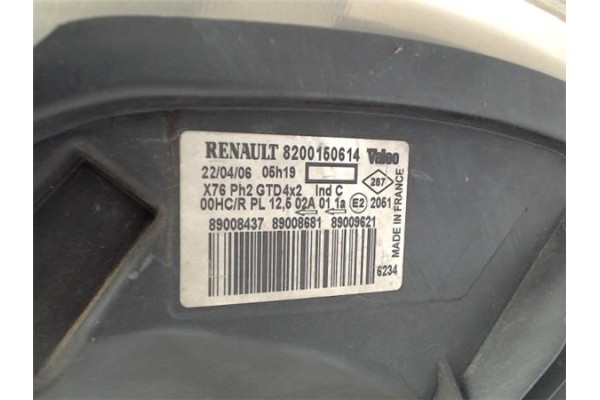 RENAULT 8200150614 Valeo
22/04/06 05h19
X76 Ph2 GTD4x2 Ind C 287
00HC/R PL 12,5 02A 01 1a E2 2051
89008437 89008681 89009621
MADE IN FRANCE
6234